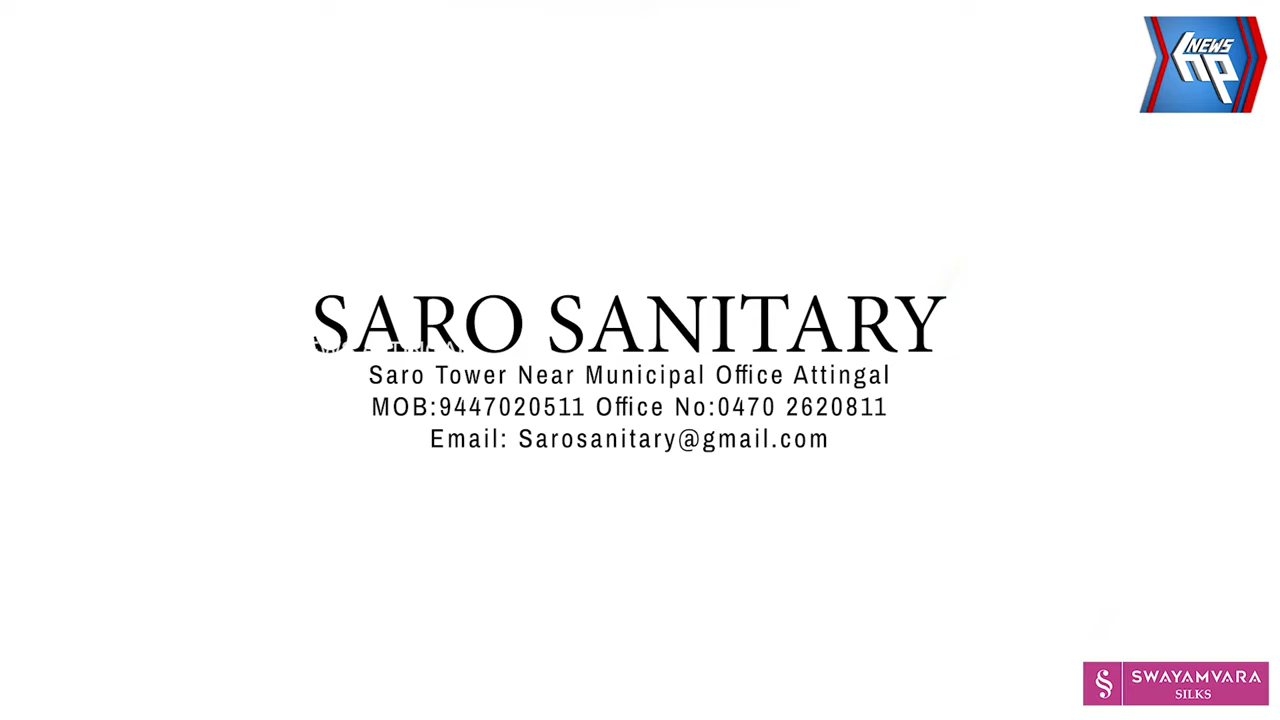 NEWS
hp
SARO SANITARY
Saro Tower Near Municipal Office Attingal
MOB:9447020511 Office No:0470 2620811
Email: Sarosanitary@gmail.com
SWAYAMVARA
SILKS